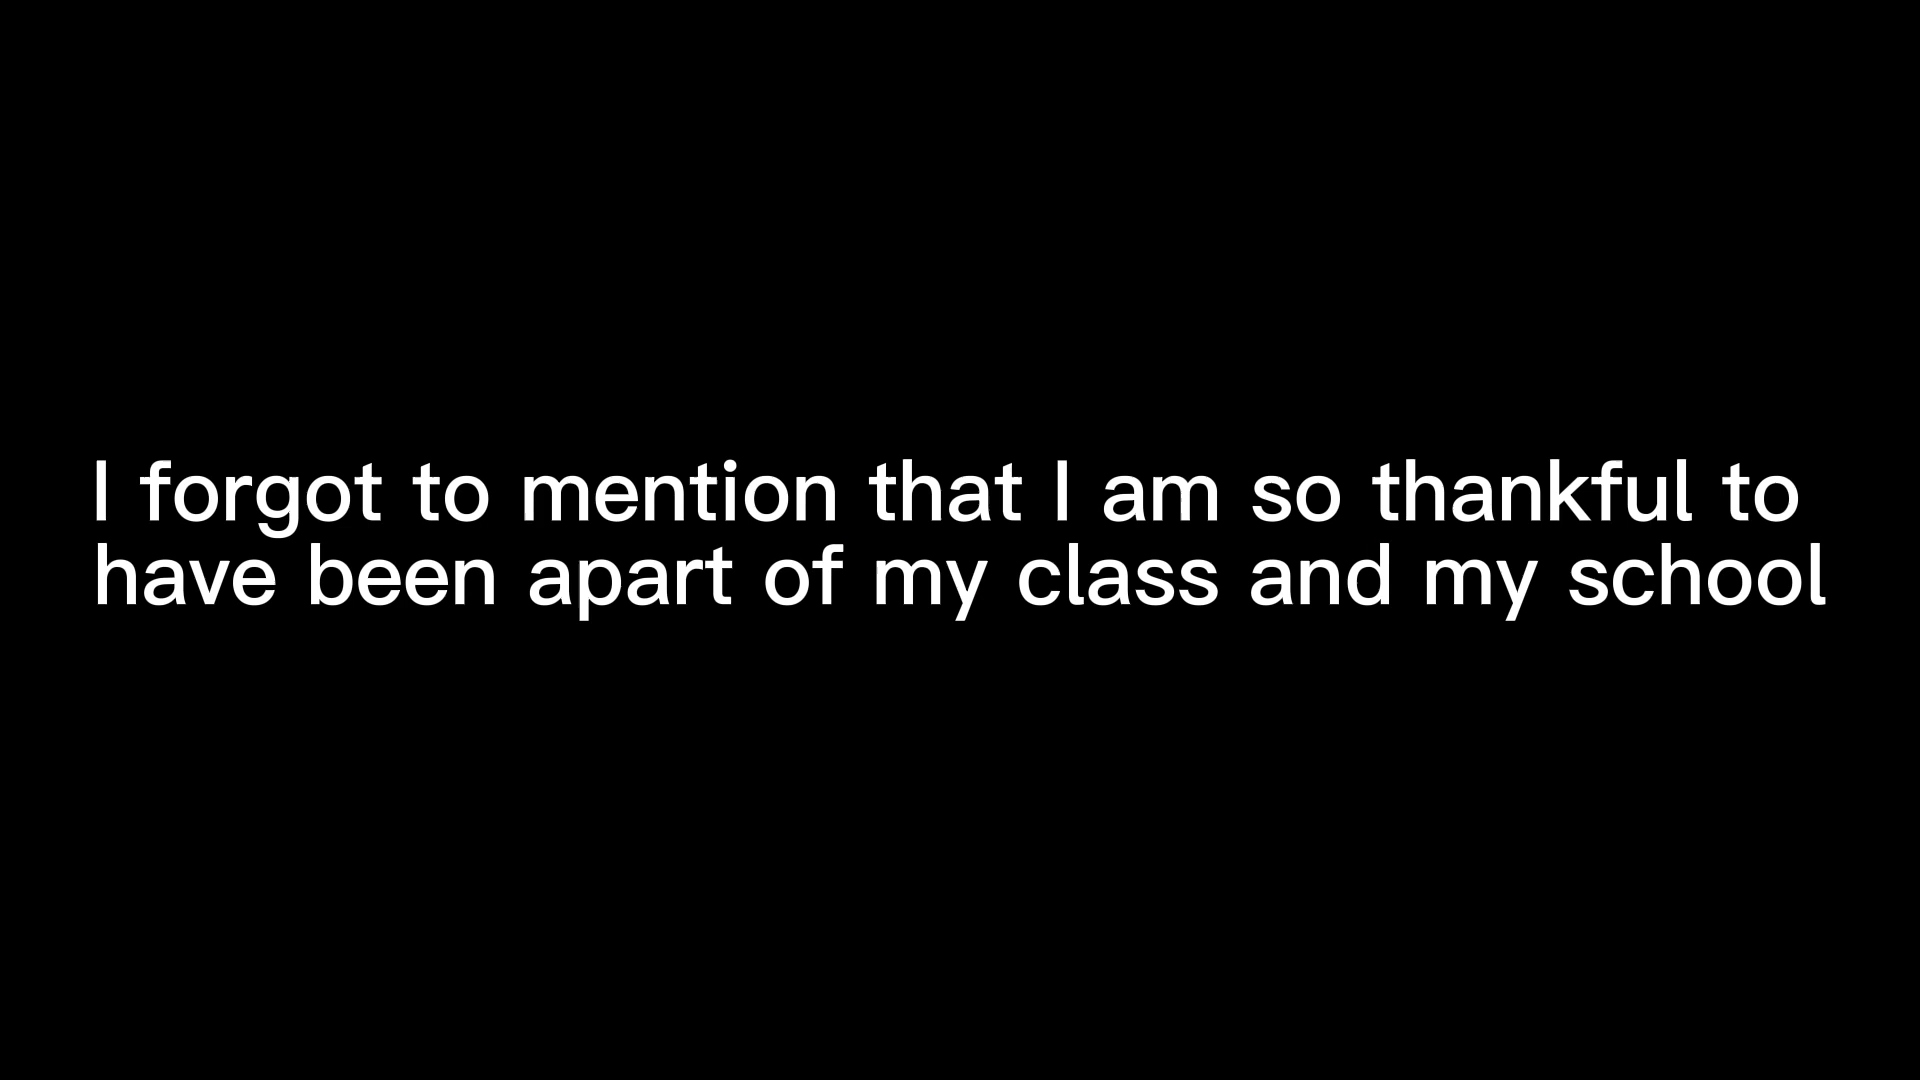 I forgot to mention that I am so thankful to
have been apart of my class and my school